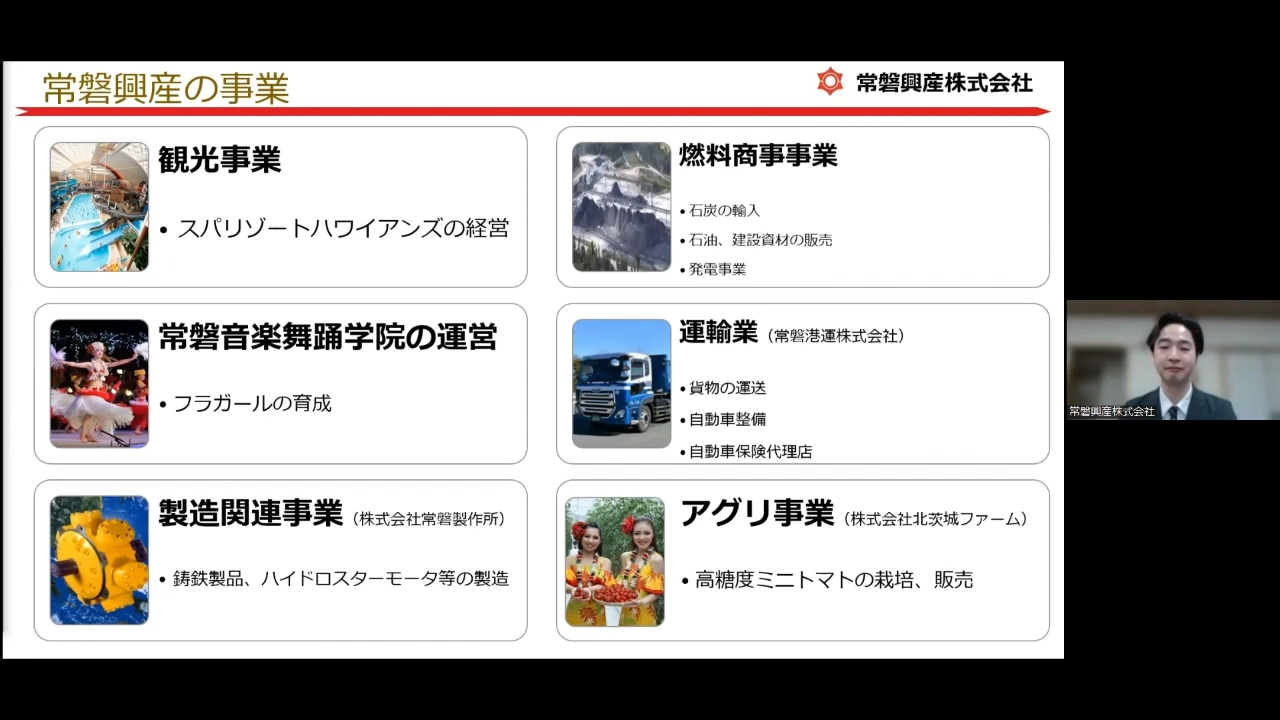 常磐興産の事業
常磐興産株式会社
観光事業
• スパリゾートハワイアンズの経営
燃料商事事業
• 石炭の輸入
• 石油、建設資材の販売
• 発電事業
常磐音楽舞踊学院の運営
• フラガールの育成
運輸業（常磐港運株式会社）
• 貨物の運送
• 自動車整備
• 自動車保険代理店
製造関連事業（株式会社常磐製作所）
• 鋳鉄製品、ハイドロスターモータ等の製造
アグリ事業（株式会社北茨城ファーム）
• 高糖度ミニトマトの栽培、販売
常磐興産株式会社